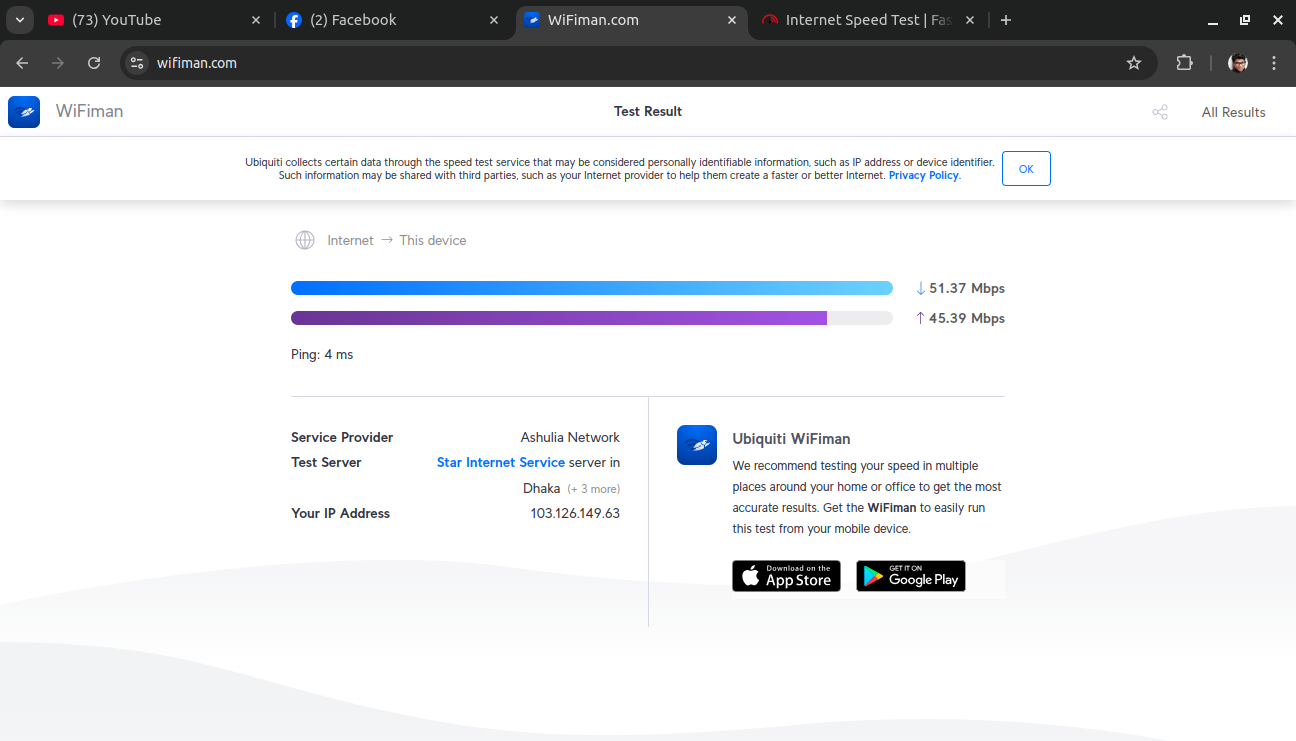 (73) YouTube
(2) Facebook
WiFiman.com
Internet Speed Test | Fas
wifiman.com
WiFiman
Test Result
All Results
Ubiquiti collects certain data through the speed test service that may be considered personally identifiable information, such as IP address or device identifier.
Such information may be shared with third parties, such as your Internet provider to help them create a faster or better Internet. Privacy Policy.
OK
Internet → This device
↓ 51.37 Mbps
↑ 45.39 Mbps
Ping: 4 ms
Service Provider Ashulia Network
Test Server Star Internet Service server in
Dhaka (+ 3 more)
Your IP Address 103.126.149.63
Ubiquiti WiFiman
We recommend testing your speed in multiple
places around your home or office to get the most
accurate results. Get the WiFiman to easily run
this test from your mobile device.
Download on the
App Store
GET IT ON
Google Play